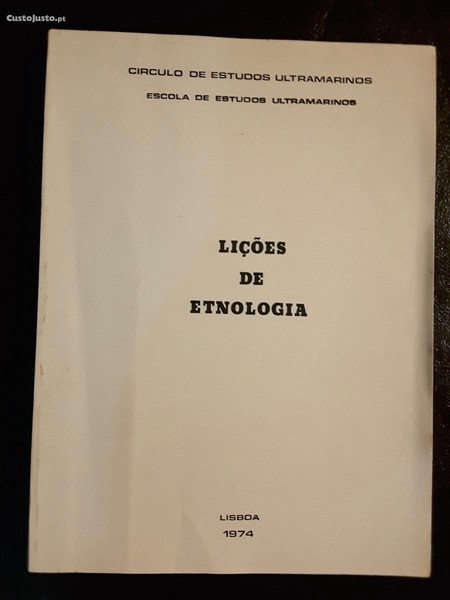 CustoJusto.pt
CIRCULO DE ESTUDOS ULTRAMARINOS
ESCOLA DE ESTUDOS ULTRAMARINOS
LIÇÕES
DE
ETNOLOGIA
LISBOA
1974